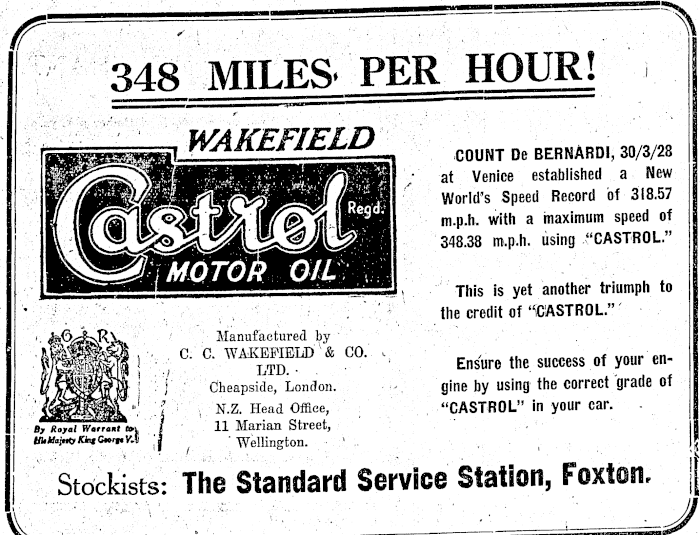 348 MILES PER HOUR!
WAKEFIELD
Castrol Regd.
MOTOR OIL
COUNT De BERNARDI, 30/3/28
at Venice established a New
World's Speed Record of 318.57
m.p.h. with a maximum speed of
348.38 m.p.h. using "CASTROL."
This is yet another triumph to
the credit of "CASTROL."
Ensure the success of your en-
gine by using the correct grade of
"CASTROL" in your car.
G R
By Royal Warrant to
His Majesty King George V.
Manufactured by
C. C. WAKEFIELD & CO.
LTD.
Cheapside, London.
N.Z. Head Office,
11 Marian Street,
Wellington.
Stockists: The Standard Service Station, Foxton.